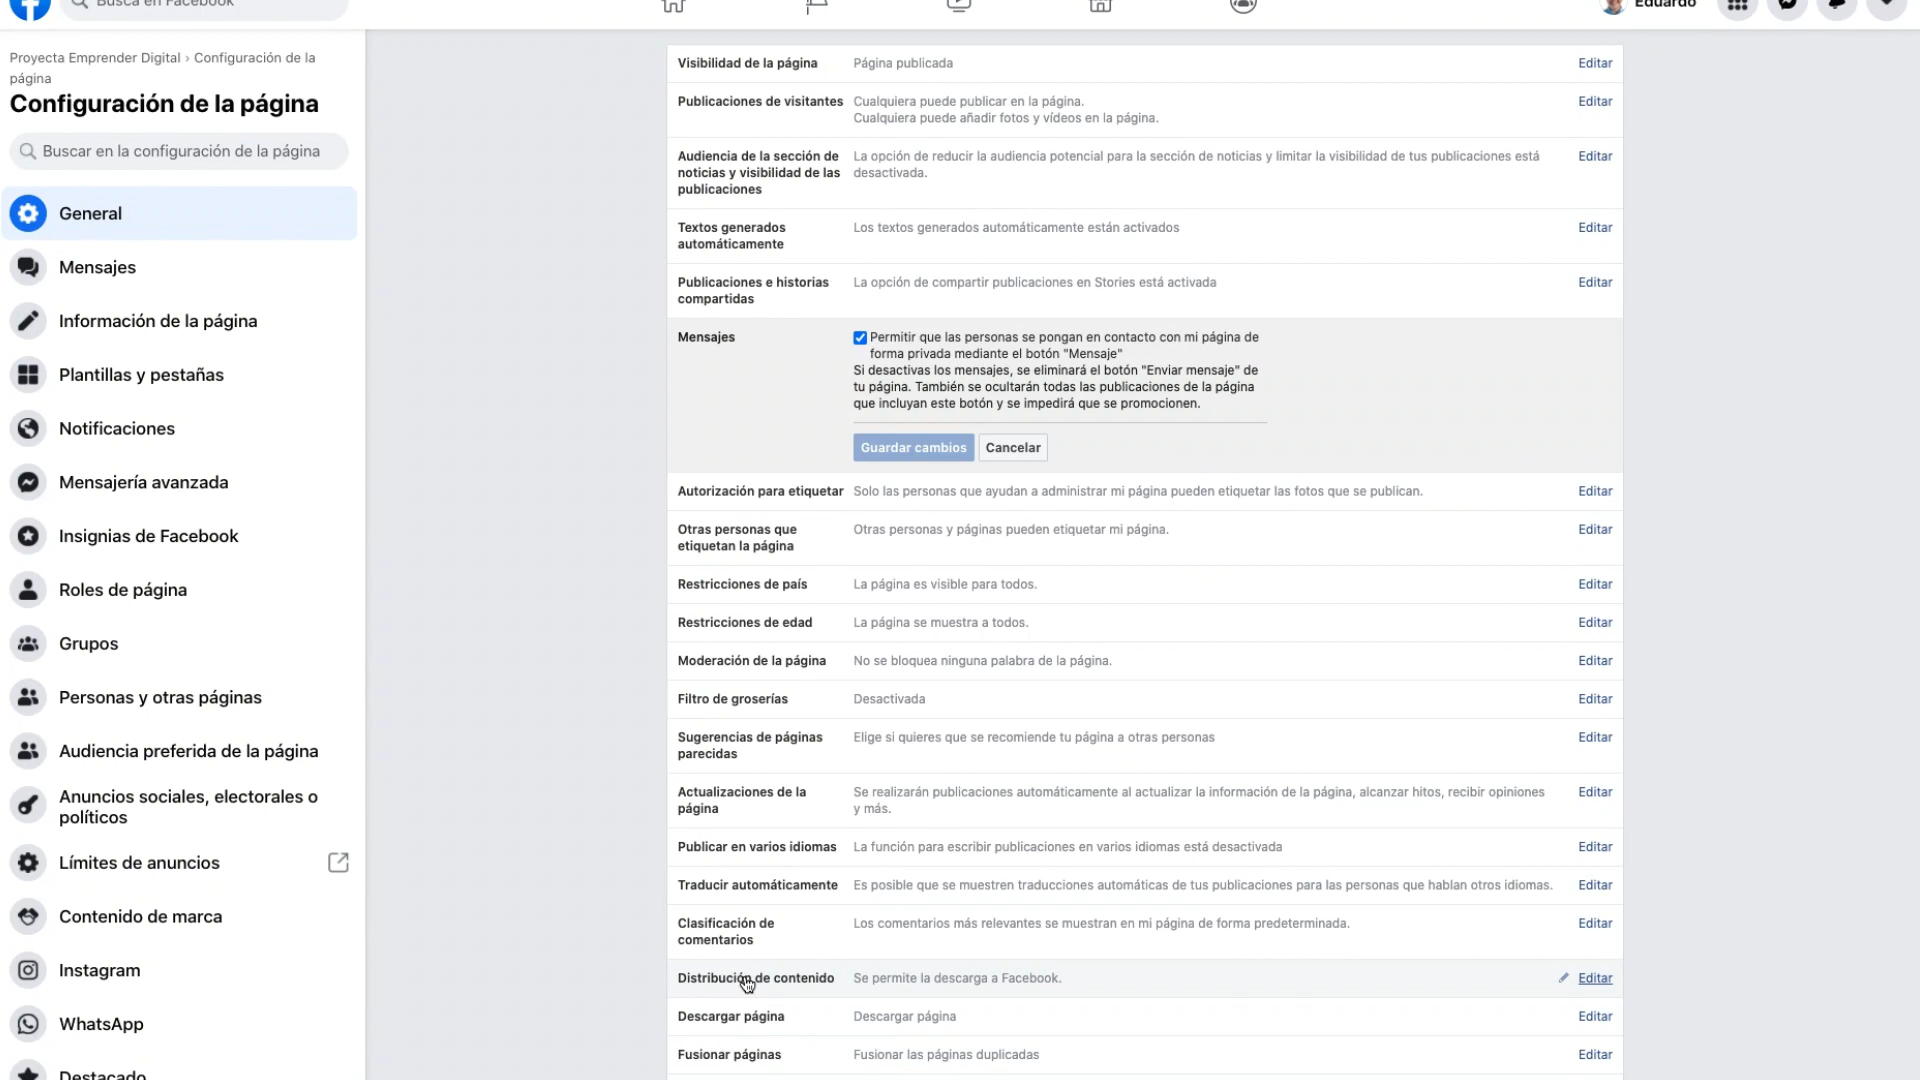 Busca en Facebook
Eduardo
Proyecta Emprender Digital › Configuración de la
página
Configuración de la página
Buscar en la configuración de la página
General
Mensajes
Información de la página
Plantillas y pestañas
Notificaciones
Mensajería avanzada
Insignias de Facebook
Roles de página
Grupos
Personas y otras páginas
Audiencia preferida de la página
Anuncios sociales, electorales o
políticos
Límites de anuncios
Contenido de marca
Instagram
WhatsApp
Destacado
Visibilidad de la página Página publicada Editar
Publicaciones de visitantes Cualquiera puede publicar en la página. Editar
Cualquiera puede añadir fotos y vídeos en la página.
Audiencia de la sección de La opción de reducir la audiencia potencial para la sección de noticias y limitar la visibilidad de tus publicaciones está Editar
noticias y visibilidad de las desactivada.
publicaciones
Textos generados Los textos generados automáticamente están activados Editar
automáticamente
Publicaciones e historias La opción de compartir publicaciones en Stories está activada Editar
compartidas
Mensajes Permitir que las personas se pongan en contacto con mi página de
forma privada mediante el botón "Mensaje"
Si desactivas los mensajes, se eliminará el botón "Enviar mensaje" de
tu página. También se ocultarán todas las publicaciones de la página
que incluyan este botón y se impedirá que se promocionen.
Guardar cambios Cancelar
Autorización para etiquetar Solo las personas que ayudan a administrar mi página pueden etiquetar las fotos que se publican. Editar
Otras personas que Otras personas y páginas pueden etiquetar mi página. Editar
etiquetan la página
Restricciones de país La página es visible para todos. Editar
Restricciones de edad La página se muestra a todos. Editar
Moderación de la página No se bloquea ninguna palabra de la página. Editar
Filtro de groserías Desactivada Editar
Sugerencias de páginas Elige si quieres que se recomiende tu página a otras personas Editar
parecidas
Actualizaciones de la Se realizarán publicaciones automáticamente al actualizar la información de la página, alcanzar hitos, recibir opiniones Editar
página y más.
Publicar en varios idiomas La función para escribir publicaciones en varios idiomas está desactivada Editar
Traducir automáticamente Es posible que se muestren traducciones automáticas de tus publicaciones para las personas que hablan otros idiomas. Editar
Clasificación de Los comentarios más relevantes se muestran en mi página de forma predeterminada. Editar
comentarios
Distribución de contenido Se permite la descarga a Facebook. Editar
Descargar página Descargar página Editar
Fusionar páginas Fusionar las páginas duplicadas Editar